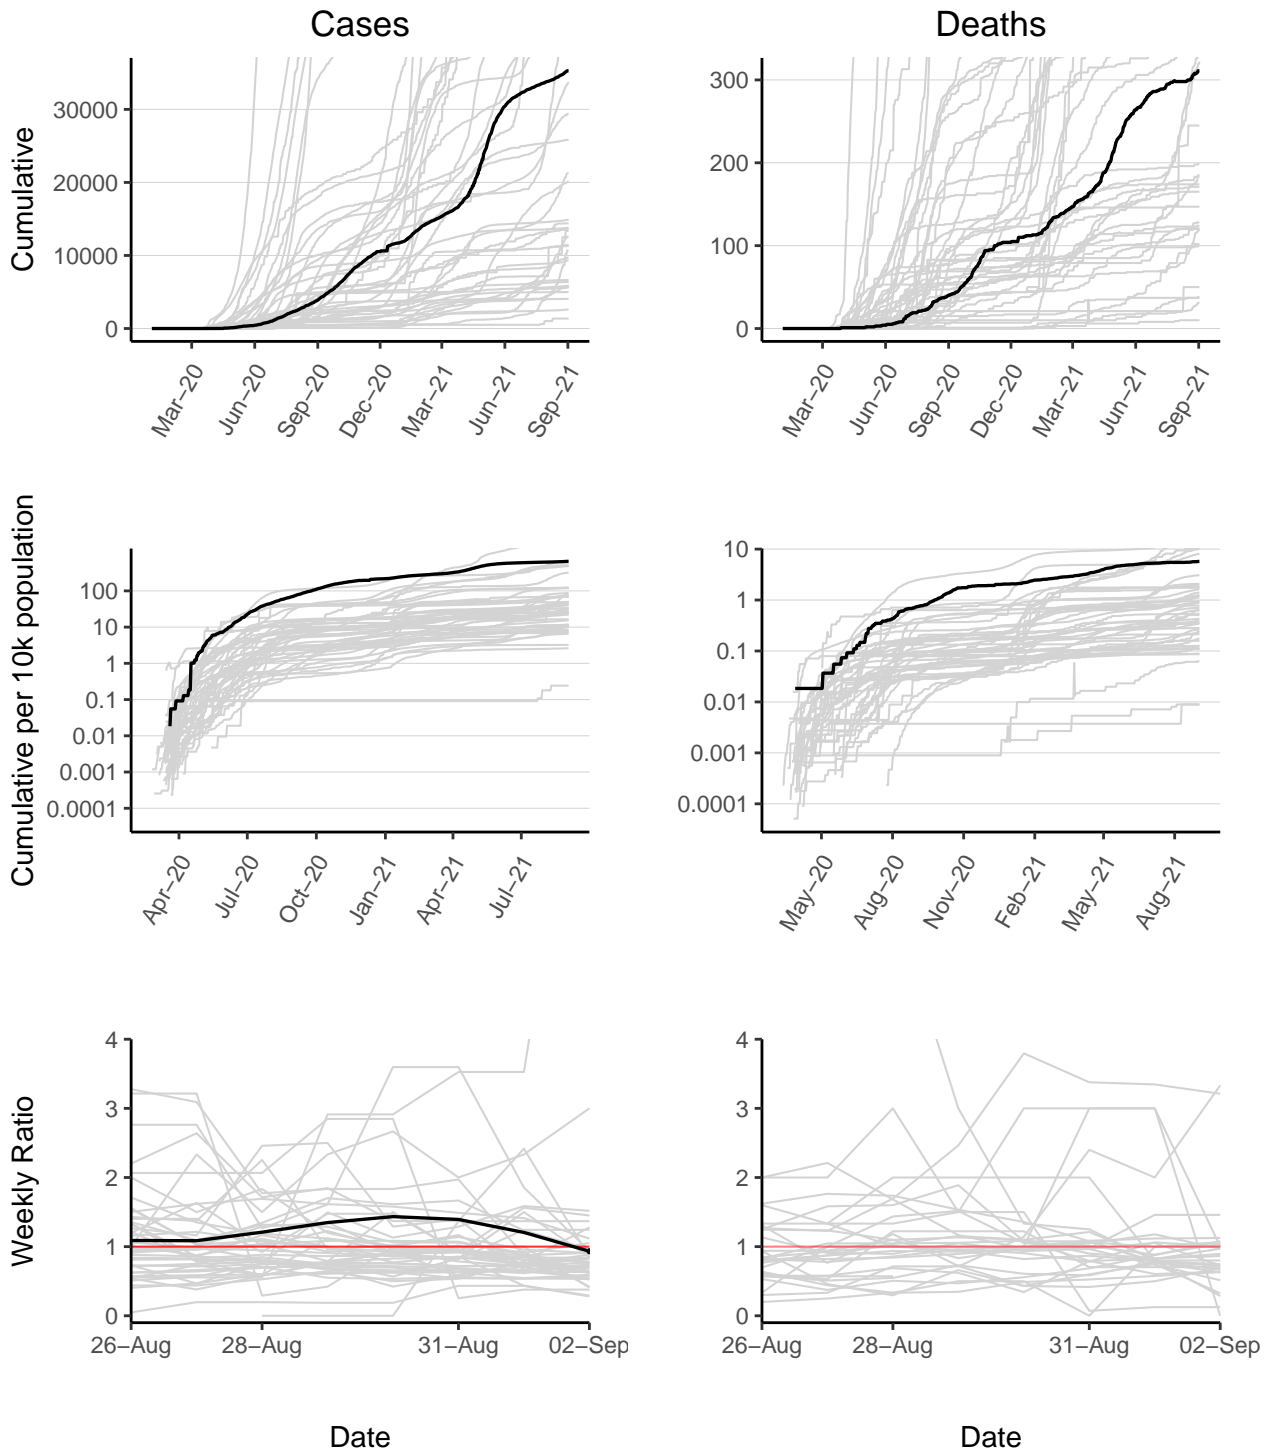 Cases
Deaths
Cumulative
30000
20000
10000
0
Mar−20
Jun−20
Sep−20
Dec−20
Mar−21
Jun−21
Sep−21
300
200
100
0
Mar−20
Jun−20
Sep−20
Dec−20
Mar−21
Jun−21
Sep−21
Cumulative per 10k population
100
10
1
0.1
0.01
0.001
0.0001
Apr−20
Jul−20
Oct−20
Jan−21
Apr−21
Jul−21
10
1
0.1
0.01
0.001
0.0001
May−20
Aug−20
Nov−20
Feb−21
May−21
Aug−21
Weekly Ratio
4
3
2
1
0
26−Aug
28−Aug
31−Aug
02−Sep
4
3
2
1
0
26−Aug
28−Aug
31−Aug
02−Sep
Date
Date